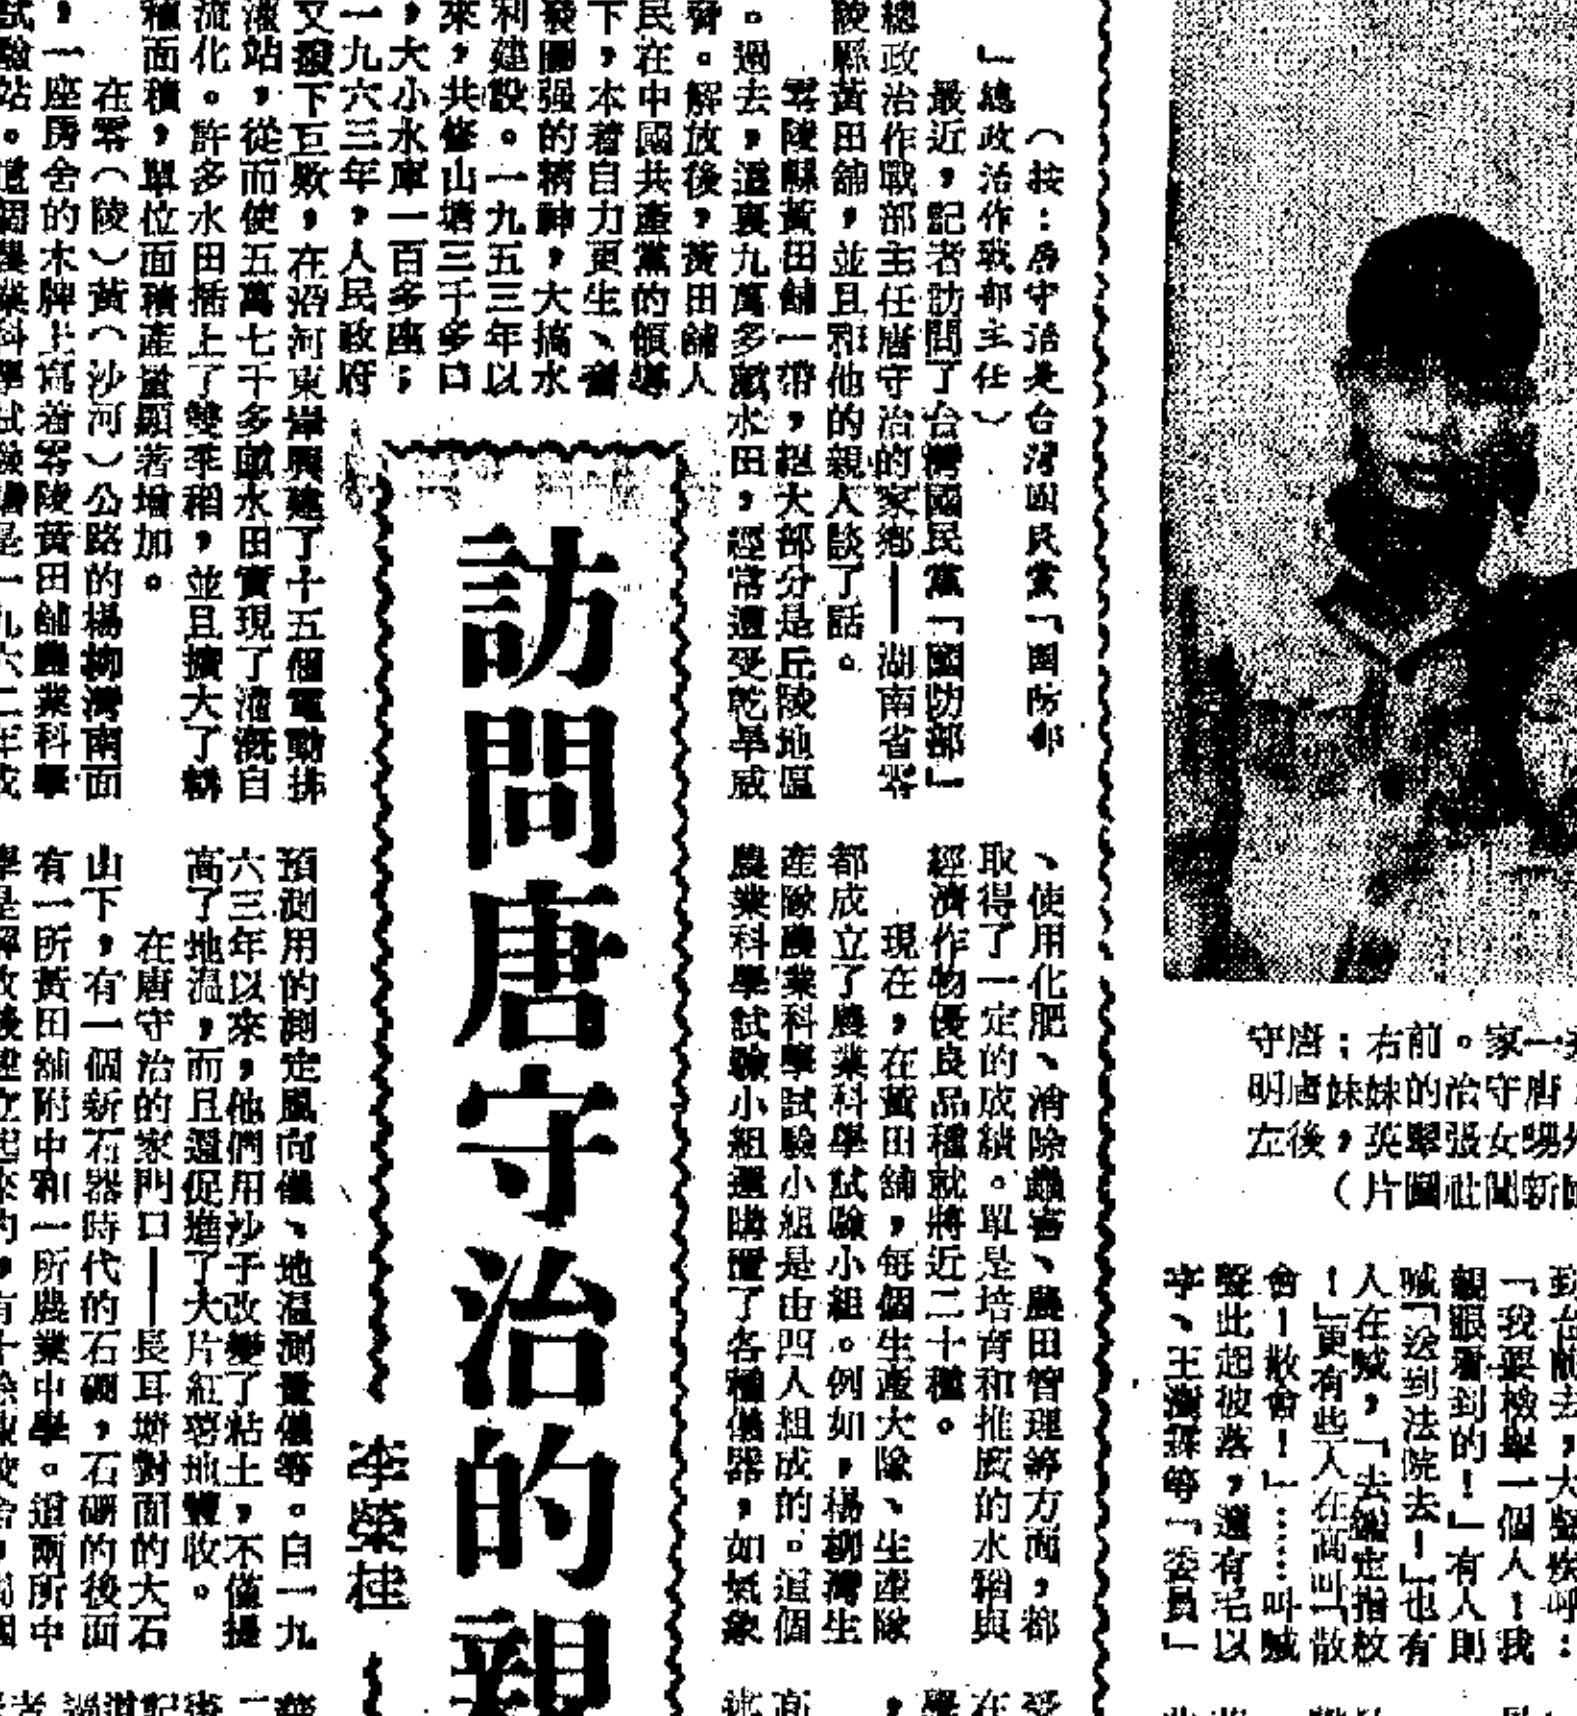 訪問唐守治的親
李榮桂
（按：唐守治是台灣國民黨「国防部
」總政治作戰部主任）
最近，記者訪問了台灣國民黨「國防部」
總政治作戰部主任唐守治的家鄉——湖南省零
陵縣黃田舖，並且和他的親人談了話。
零陵縣黃田舖一帶，極大部分是丘陵地區
。過去，這裏九萬多畝水田，經常遭受乾旱威
脅。解放後，黃田舖人
民在中國共產黨的領導
下，本着自力更生、奮
發圖强的精神，大搞水
利建設。一九五三年以
來，共修山塘三千多口
，大小水庫一百多座；
一九六三年，人民政府
又撥下巨款，在沿河東岸興建了十五個電動排
灌站，從而使五萬七千多畝水田實現了灌溉自
流化。許多水田插上了雙季稻，並且擴大了耕
種面積，單位面積產量顯著增加。
在零（陵）黃（沙河）公路的楊柳灣南面
，一座房舍的木牌上寫着零陵黃田舖農業科學
試驗站。這個農業科學試驗站是一九六二年成
、使用化肥、消除蟲害、農田管理等方面，都
取得了一定的成績。單是培育和推廣的水稻與
經濟作物優良品種就將近二十種。
現在，在黃田舖，每個生產大隊、生產隊
都成立了農業科學試驗小組。例如，楊柳灣生
產隊農業科學試驗小組是由四人組成的。這個
農業科學試驗小組選購置了各種儀器，如氣象
預測用的測定風向儀、地溫測量儀等。自一九
六三年以來，他們用沙子改變了粘土，不僅提
高了地溫，而且還促進了大片紅薯地豐收。
在唐守治的家門口——長耳塘對面的大石
山下，有一個新石器時代的石硐，石硐的後面
有一所黃田舖附中和一所農業中學。這兩所中
學是解放後建立起來的，有十餘
守唐；右前。家一
明唐妹妹的治守唐
左後，英翠張女甥外
（片圖社聞新
到台前去，大聲疾呼：
「我要檢舉一個人！我
親眼看到的！」有人則
喊「送到法院去！」也有
人在喊，「去鎮定指校
！」更有些人在高叫「散
會！散會！」……叫喊
聲此起彼落，還有毛以
亨、王
等「委員」